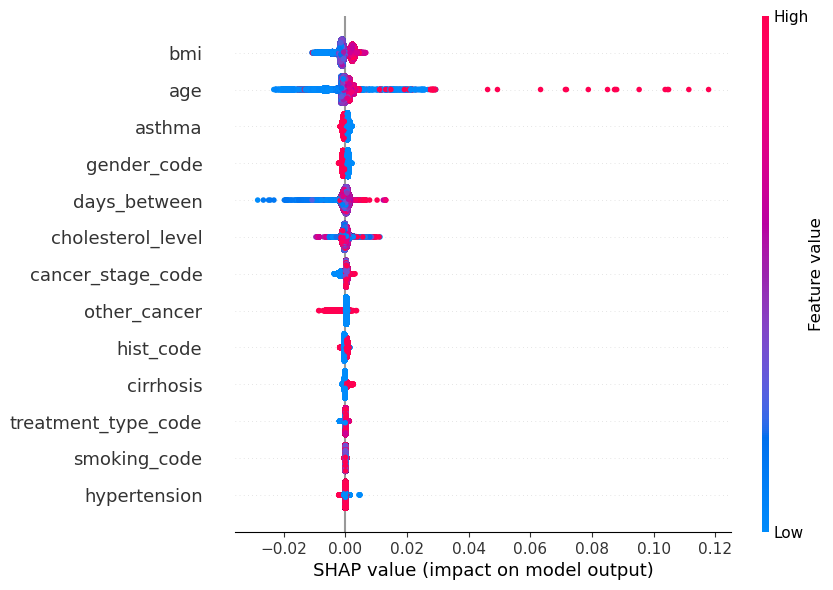 High
bmi
age
asthma
gender_code
days_between
cholesterol_level
cancer_stage_code
other_cancer
hist_code
cirrhosis
treatment_type_code
smoking_code
hypertension
Low
Feature value
−0.02 0.00 0.02 0.04 0.06 0.08 0.10 0.12
SHAP value (impact on model output)